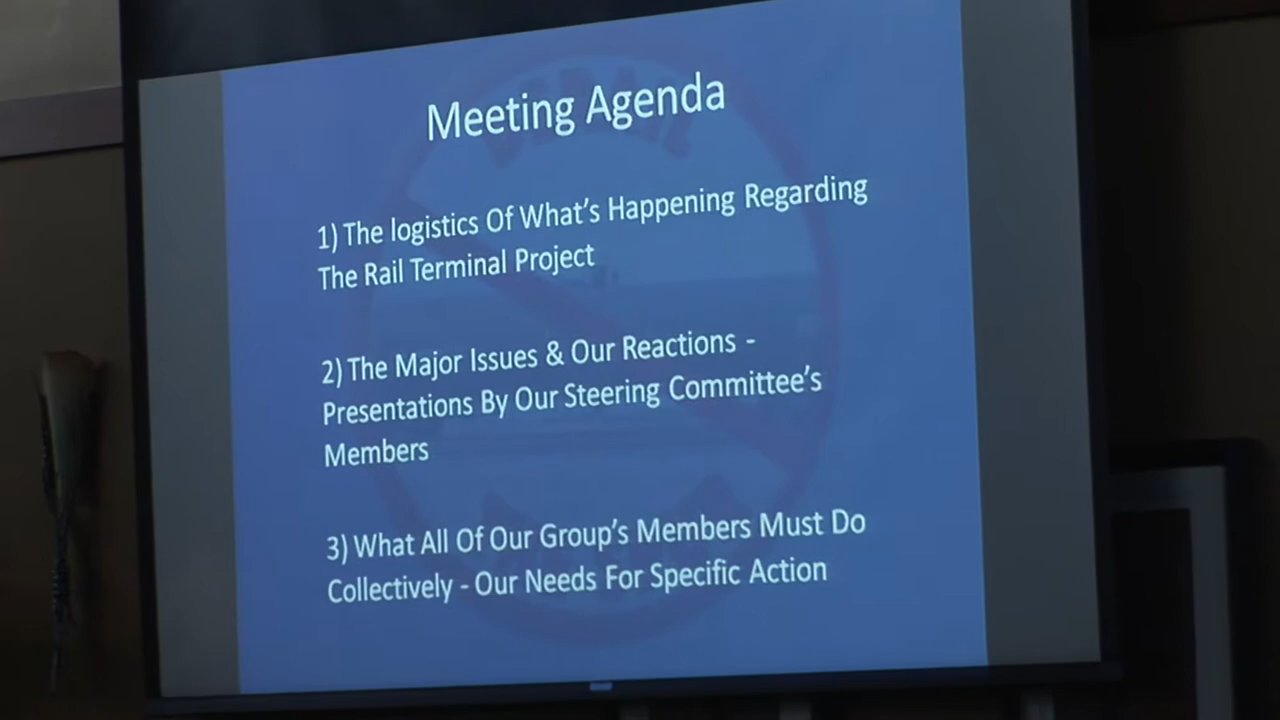 Meeting Agenda
1) The logistics Of What's Happening Regarding
The Rail Terminal Project
2) The Major Issues & Our Reactions -
Presentations By Our Steering Committee's
Members
3) What All Of Our Group's Members Must Do
Collectively - Our Needs For Specific Action